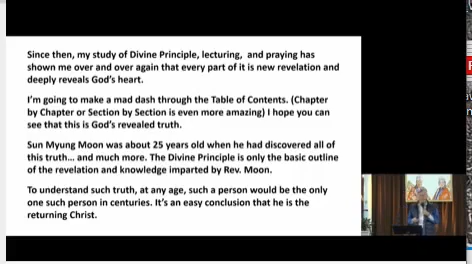 Since then, my study of Divine Principle, lecturing, and praying has
shown me over and over again that every part of it is new revelation and
deeply reveals God's heart.
I'm going to make a mad dash through the Table of Contents. (Chapter
by Chapter or Section by Section is even more amazing) I hope you can
see that this is God's revealed truth.
Sun Myung Moon was about 25 years old when he had discovered all of
this truth... and much more. The Divine Principle is only the basic outline
of the revelation and knowledge imparted by Rev. Moon.
To understand such truth, at any age, such a person would be the only
one such person in centuries. It's an easy conclusion that he is the
returning Christ.